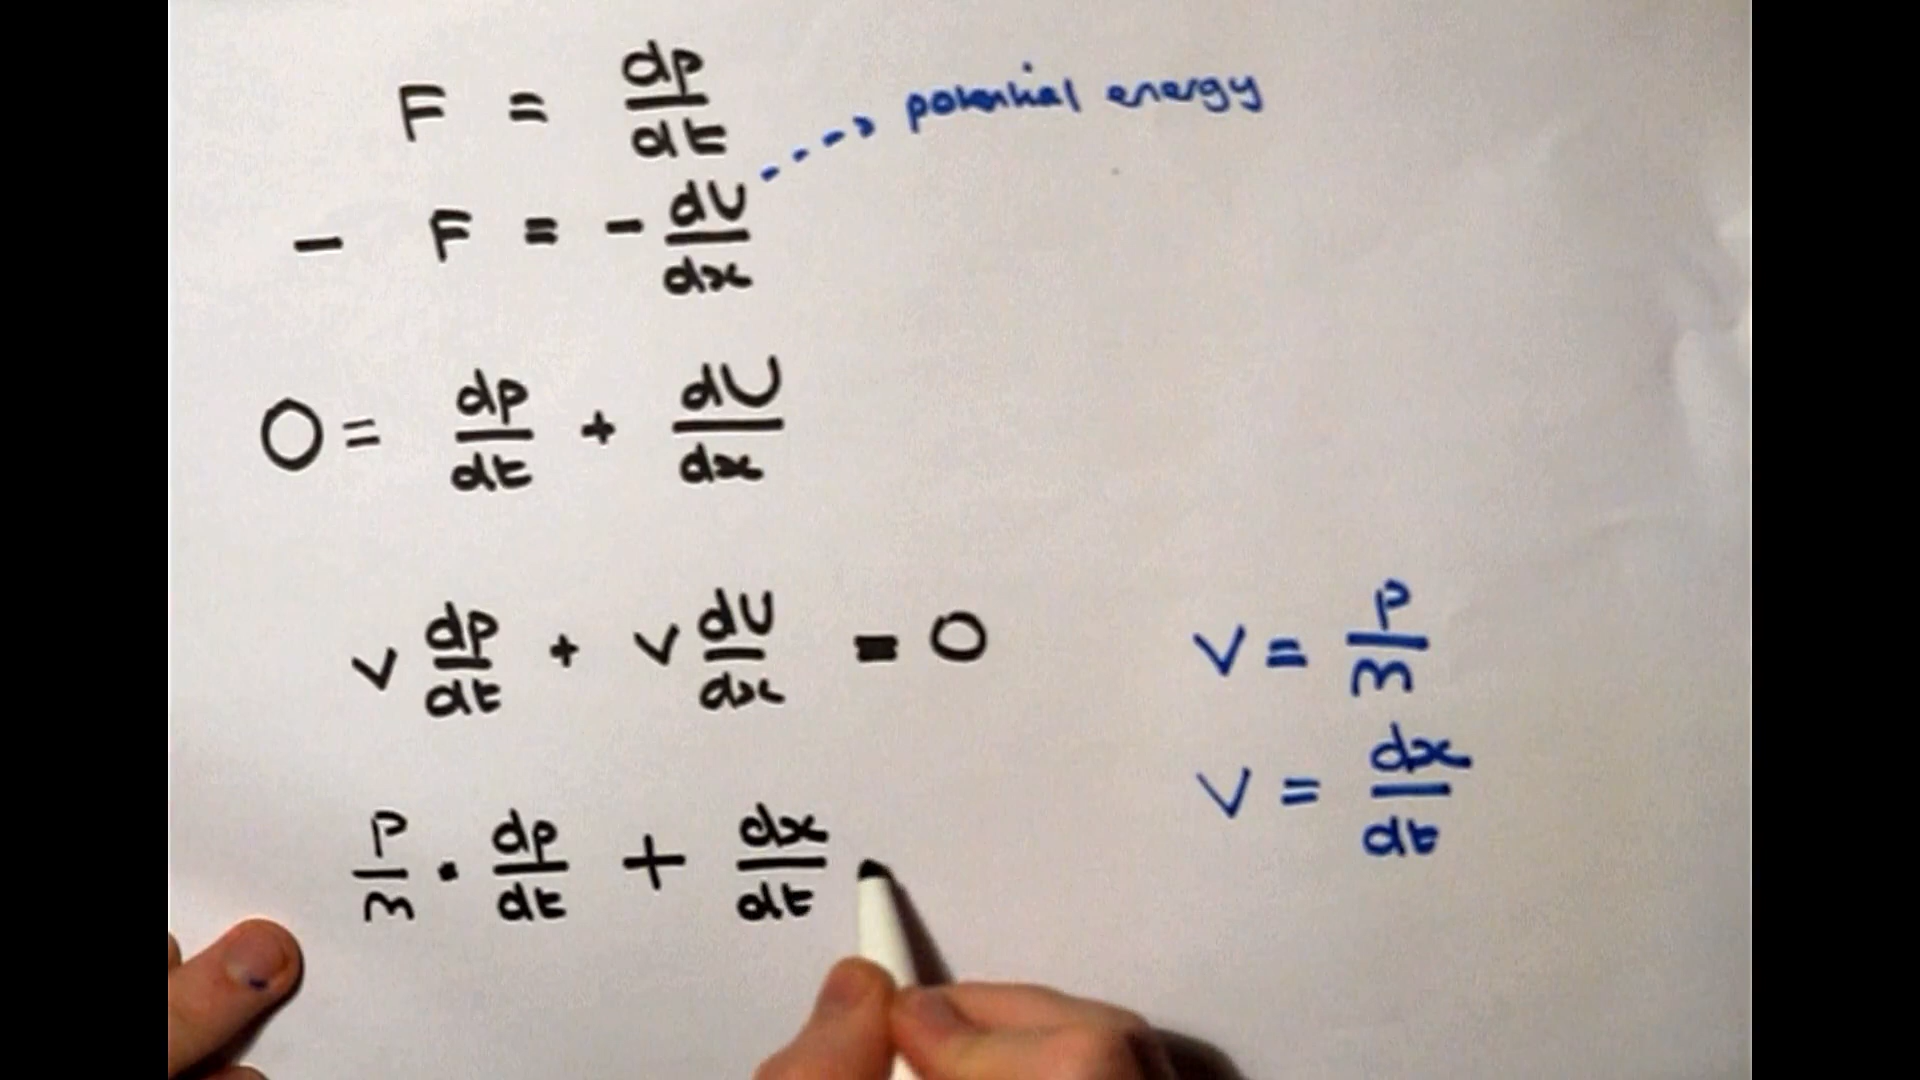 F = dp/dt
potential energy
- F = - dU/dx
0 = dp/dt + dU/dx
v dp/dt + v dU/dx = 0
v = p/m
v = dx/dt
p/m · dp/dt + dx/dt ·